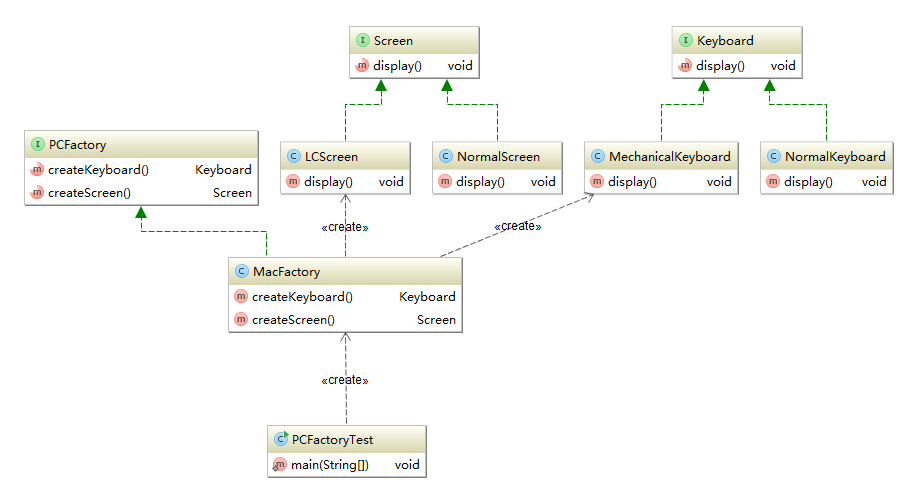 Screen
display() void
Keyboard
display() void
PCFactory
createKeyboard() Keyboard
createScreen() Screen
LCScreen
display() void
NormalScreen
display() void
MechanicalKeyboard
display() void
NormalKeyboard
display() void
«create»
«create»
MacFactory
createKeyboard() Keyboard
createScreen() Screen
«create»
PCFactoryTest
main(String[]) void